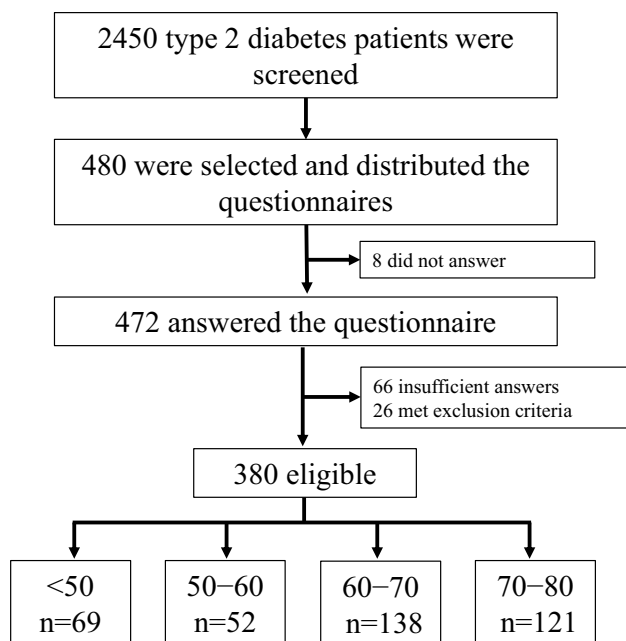 2450 type 2 diabetes patients were
screened
480 were selected and distributed the
questionnaires
8 did not answer
472 answered the questionnaire
66 insufficient answers
26 met exclusion criteria
380 eligible
<50
n=69
50−60
n=52
60−70
n=138
70−80
n=121